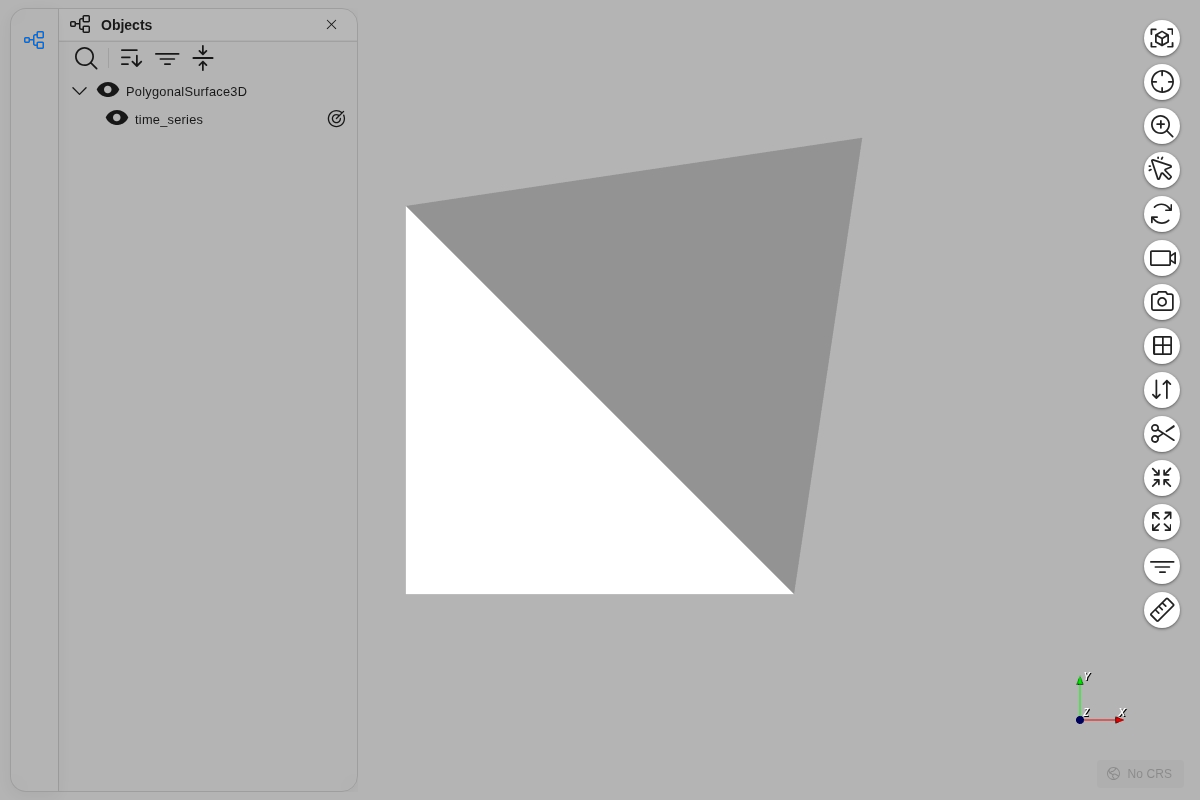 Objects
PolygonalSurface3D
time_series
Y
Z
X
No CRS